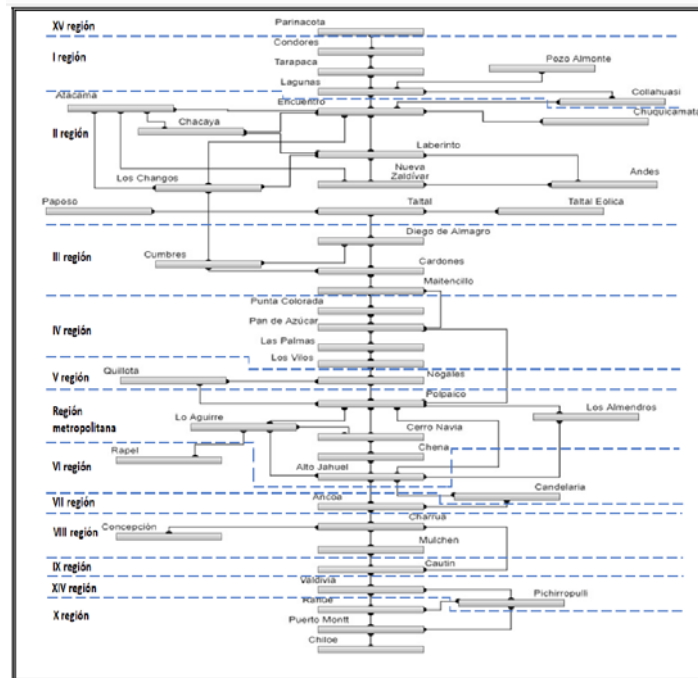 XV región
Parinacota
Condores
I región
Tarapaca
Pozo Almonte
Lagunas
Collahuasi
Atacama
Encuentro
Chuquicamata
Chacaya
II región
Laberinto
Los Changos
Nueva
Zaldívar
Andes
Paposo
Taltal
Taltal Eolica
Diego de Almagro
III región
Cumbres
Cardones
Maitencillo
Punta Colorada
IV región
Pan de Azúcar
Las Palmas
Los Vilos
V región
Quillota
Nogales
Polpaico
Región
metropolitana
Lo Aguirre
Los Almendros
Cerro Navia
Rapel
Chena
VI región
Alto Jahuel
Candelaria
VII región
Ancoa
Charrua
VIII región
Concepción
Mulchen
IX región
Cautin
XIV región
Valdivia
Rahue
Pichirropulli
X región
Puerto Montt
Chiloe